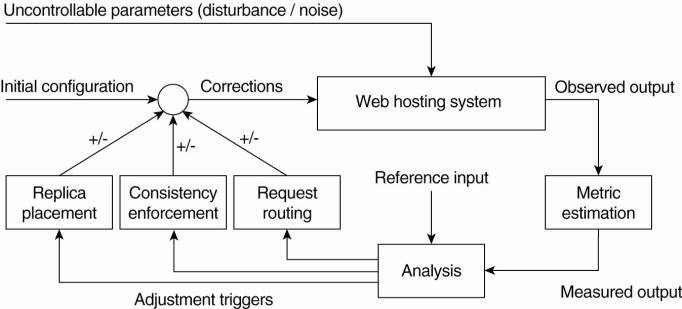 Uncontrollable parameters (disturbance / noise)
Initial configuration
Corrections
Web hosting system
Observed output
+/-
+/-
+/-
Reference input
Replica
placement
Consistency
enforcement
Request
routing
Metric
estimation
Analysis
Adjustment triggers
Measured output